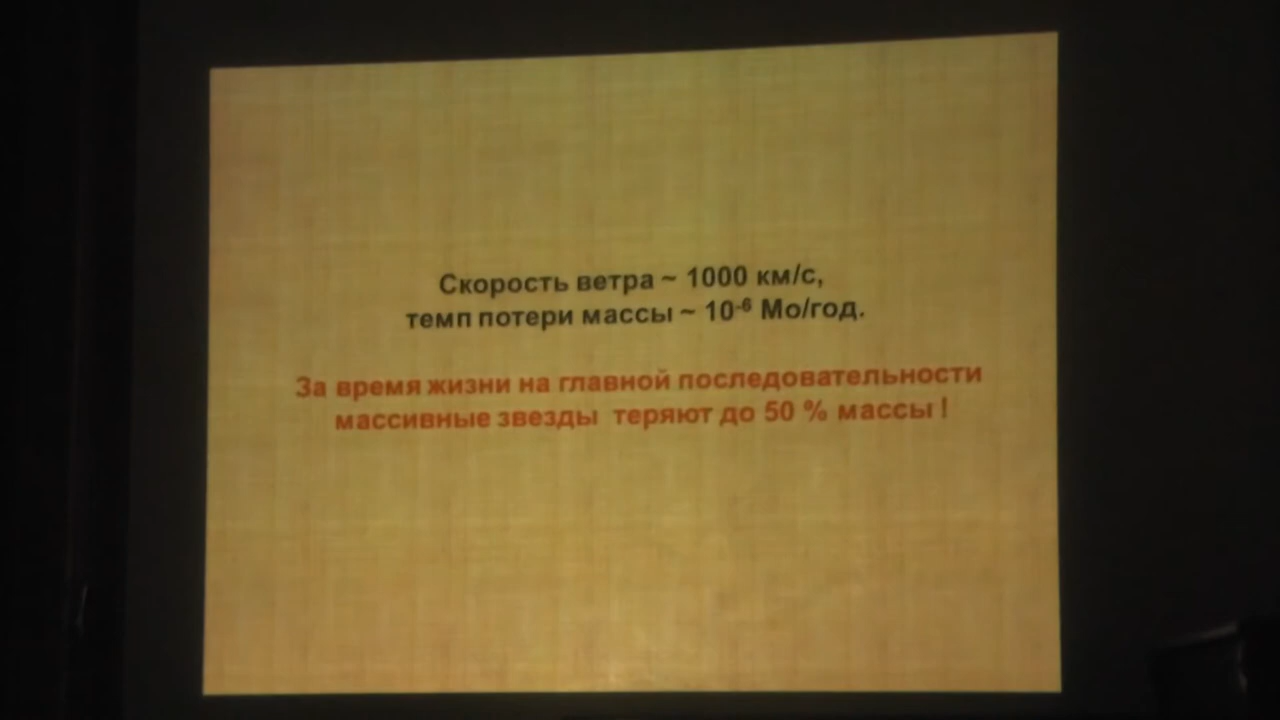 Скорость ветра ~ 1000 км/с,
темп потери массы ~ 10⁻⁶ Мо/год.
За время жизни на главной последовательности
массивные звезды теряют до 50 % массы !